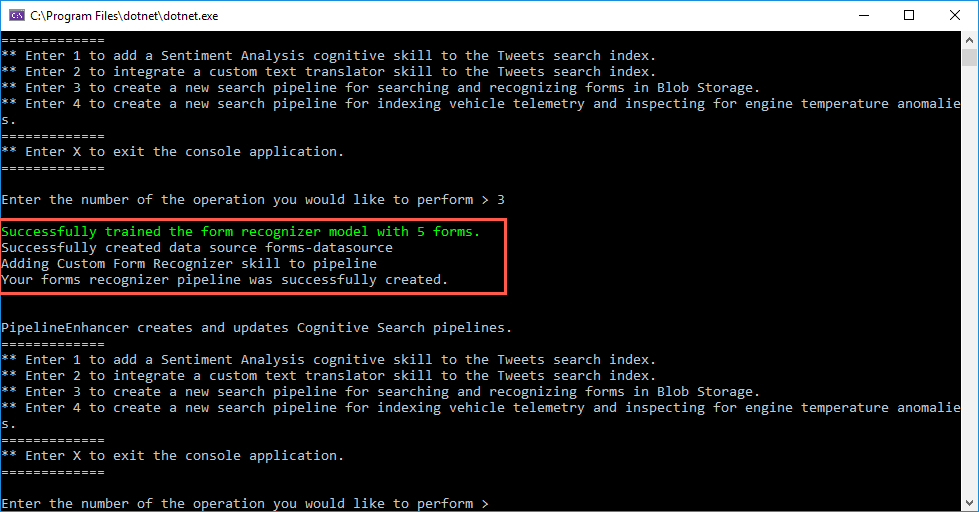 C:\Program Files\dotnet\dotnet.exe
=============
** Enter 1 to add a Sentiment Analysis cognitive skill to the Tweets search index.
** Enter 2 to integrate a custom text translator skill to the Tweets search index.
** Enter 3 to create a new search pipeline for searching and recognizing forms in Blob Storage.
** Enter 4 to create a new search pipeline for indexing vehicle telemetry and inspecting for engine temperature anomalie
s.
=============
** Enter X to exit the console application.
=============
Enter the number of the operation you would like to perform > 3
Successfully trained the form recognizer model with 5 forms.
Successfully created data source forms-datasource
Adding Custom Form Recognizer skill to pipeline
Your forms recognizer pipeline was successfully created.
PipelineEnhancer creates and updates Cognitive Search pipelines.
=============
** Enter 1 to add a Sentiment Analysis cognitive skill to the Tweets search index.
** Enter 2 to integrate a custom text translator skill to the Tweets search index.
** Enter 3 to create a new search pipeline for searching and recognizing forms in Blob Storage.
** Enter 4 to create a new search pipeline for indexing vehicle telemetry and inspecting for engine temperature anomalie
s.
=============
** Enter X to exit the console application.
=============
Enter the number of the operation you would like to perform >